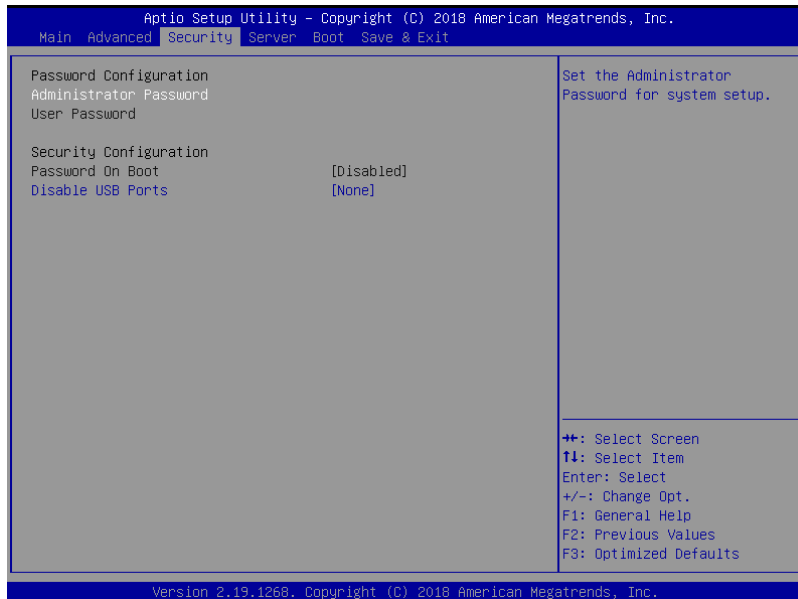 Aptio Setup Utility – Copyright (C) 2018 American Megatrends, Inc.
Main Advanced Security Server Boot Save & Exit
Password Configuration
Administrator Password
User Password
Security Configuration
Password On Boot [Disabled]
Disable USB Ports [None]
Set the Administrator
Password for system setup.
→←: Select Screen
↑↓: Select Item
Enter: Select
+/-: Change Opt.
F1: General Help
F2: Previous Values
F3: Optimized Defaults
Version 2.19.1268. Copyright (C) 2018 American Megatrends, Inc.